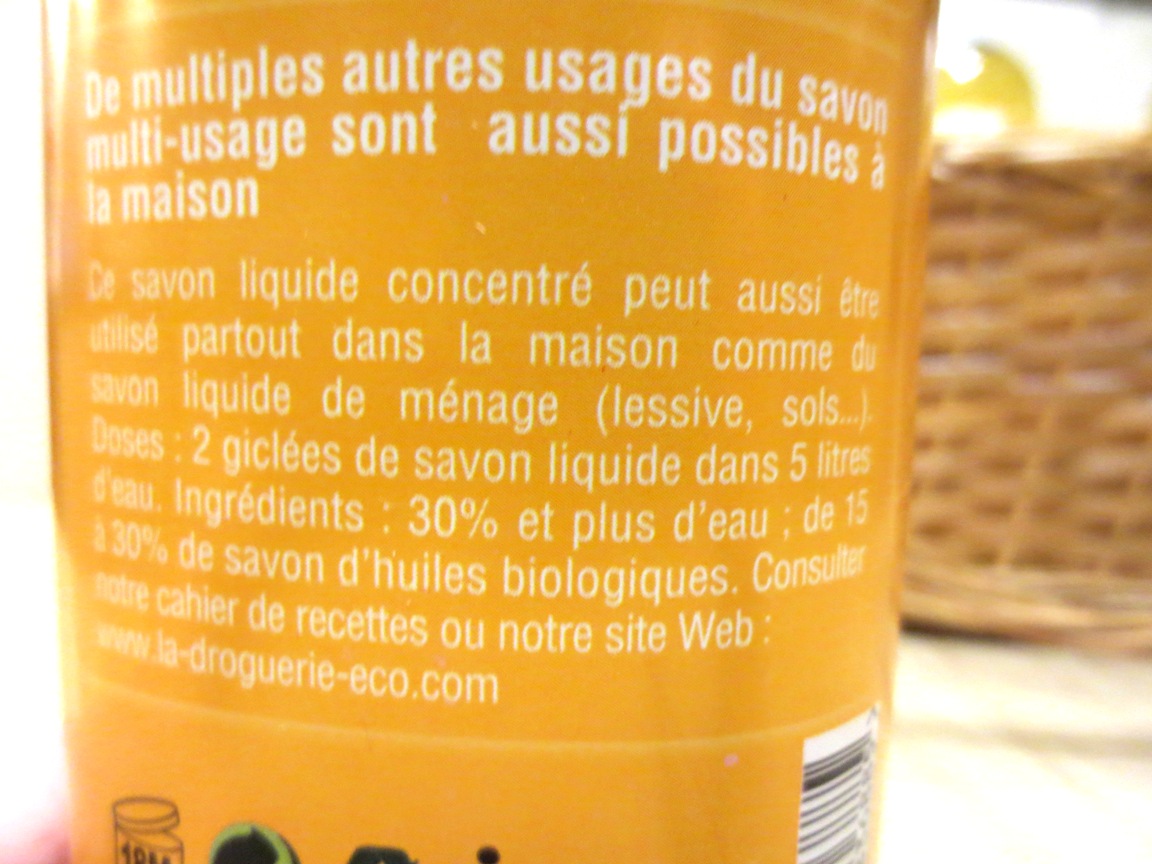 De multiples autres usages du savon
multi-usage sont aussi possibles à
la maison
Ce savon liquide concentré peut aussi être
utilisé partout dans la maison comme du
savon liquide de ménage (lessive, sols...).
Doses : 2 giclées de savon liquide dans 5 litres
d'eau. Ingrédients : 30% et plus d'eau ; de 15
à 30% de savon d'huiles biologiques. Consulter
notre cahier de recettes ou notre site Web :
www.la-droguerie-eco.com
18M